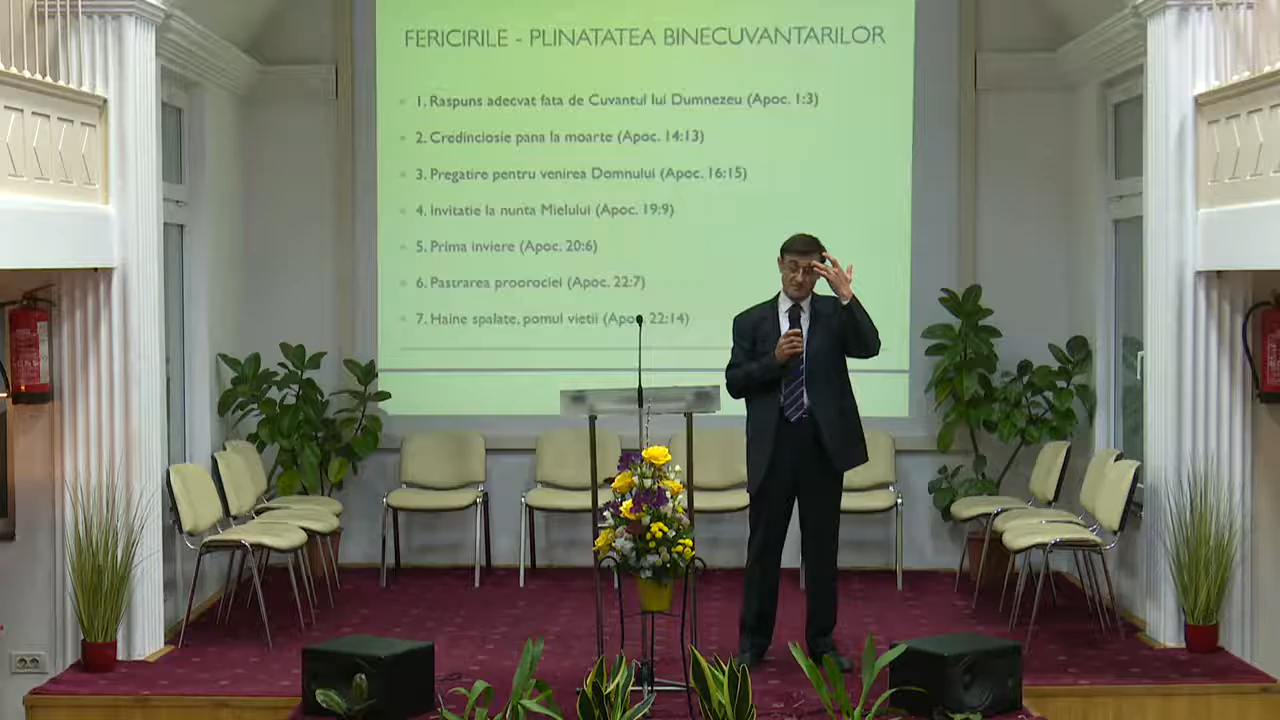 FERICIRILE - PLINATATEA BINECUVANTARILOR
1. Raspuns adecvat fata de Cuvantul lui Dumnezeu (Apoc. 1:3)
2. Credinciosie pana la moarte (Apoc. 14:13)
3. Pregatire pentru venirea Domnului (Apoc. 16:15)
4. Invitatie la nunta Mielului (Apoc. 19:9)
5. Prima inviere (Apoc. 20:6)
6. Pastrarea proorociei (Apoc. 22:7)
7. Haine spalate, pomul vietii (Apoc. 22:14)